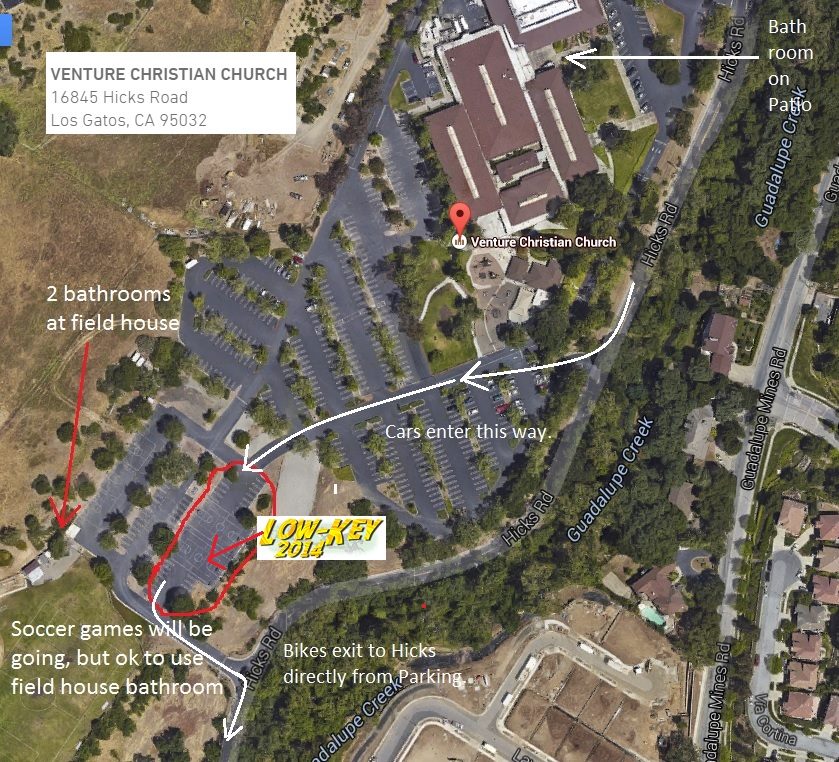 VENTURE CHRISTIAN CHURCH
16845 Hicks Road
Los Gatos, CA 95032
Bath
room
on
Patio
Hicks Rd
Guadalupe Creek
Hicks Rd
Venture Christian Church
2 bathrooms
at field house
Guadalupe Mines Rd
Cars enter this way.
Guadalupe Creek
Hicks Rd
LOW-KEY
2014
Soccer games will be
going, but ok to use
field house bathroom
Hicks Rd
Bikes exit to Hicks
directly from Parking
Guadalupe Creek
Guadalupe Mines Rd
Via Cortina